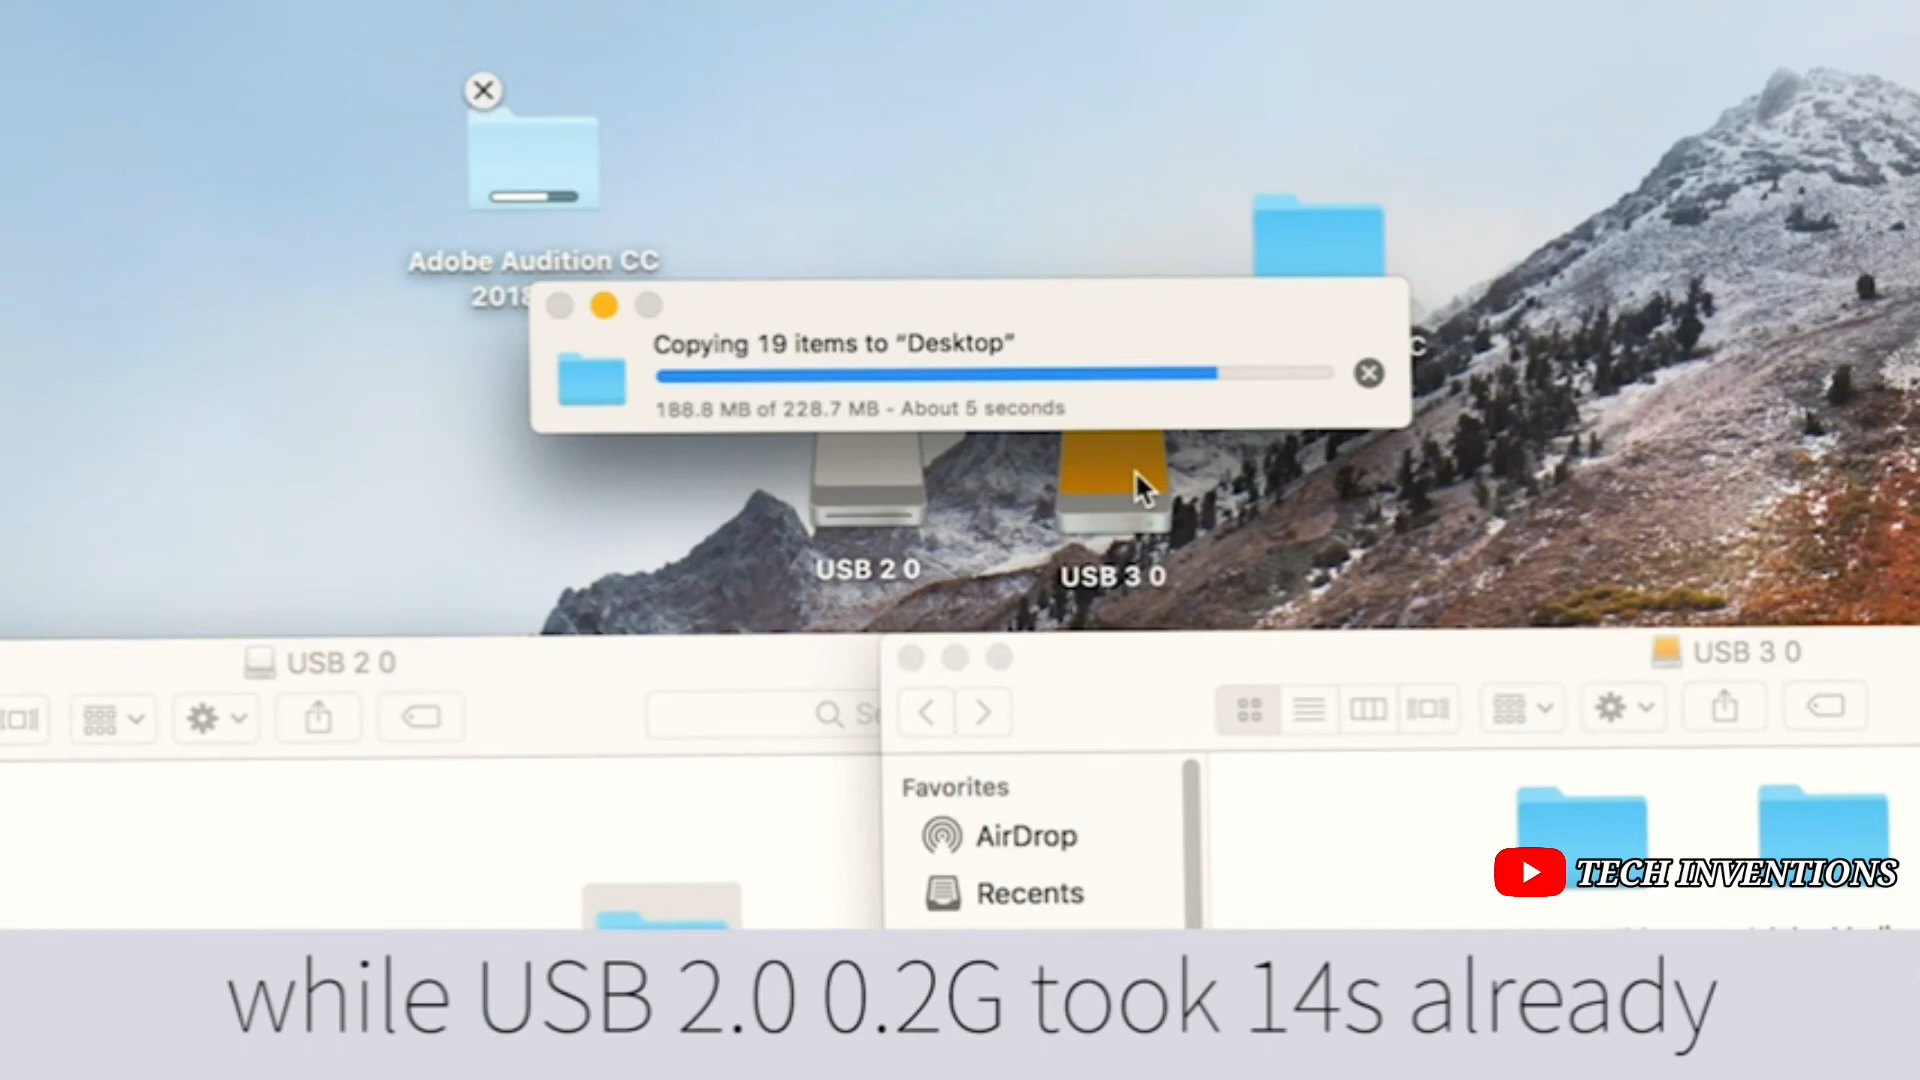 Adobe Audition CC
2018
Copying 19 items to “Desktop”
188.8 MB of 228.7 MB - About 5 seconds
USB 2 0
USB 3 0
USB 2 0
USB 3 0
Favorites
AirDrop
Recents
TECH INVENTIONS
while USB 2.0 0.2G took 14s already